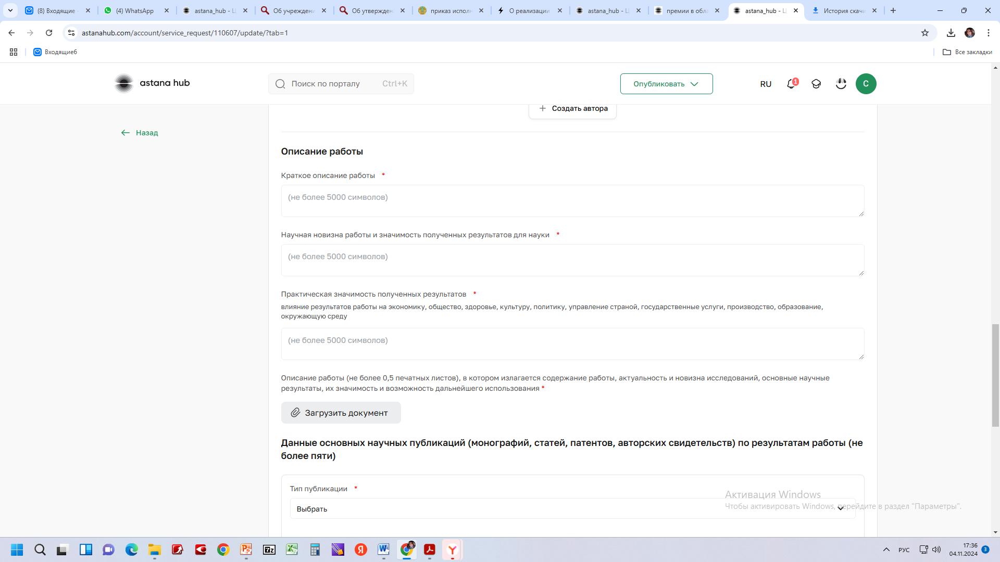 (8) Входящие -
(4) WhatsApp
astana_hub - Ц
Об учрежден
Об утвержден
приказ испол
О реализации
astana_hub - Ц
премии в обла
astana_hub - Ц
История скачи
astanahub.com/account/service_request/110607/update/?tab=1
Входящиеб
Все закладки
astana hub
Поиск по порталу
Ctrl+K
Опубликовать
RU
1
C
Создать автора
Назад
Описание работы
Краткое описание работы *
(не более 5000 символов)
Научная новизна работы и значимость полученных результатов для науки *
(не более 5000 символов)
Практическая значимость полученных результатов *
влияние результатов работы на экономику, общество, здоровье, культуру, политику, управление страной, государственные услуги, производство, образование,
окружающую среду
(не более 5000 символов)
Описание работы (не более 0,5 печатных листов), в котором излагается содержание работы, актуальность и новизна исследований, основные научные
результаты, их значимость и возможность дальнейшего использования *
Загрузить документ
Данные основных научных публикаций (монографий, статей, патентов, авторских свидетельств) по результатам работы (не
более пяти)
Тип публикации *
Выбрать
Активация Windows
Чтобы активировать Windows, перейдите в раздел "Параметры".
РУС
17:36
04.11.2024
3